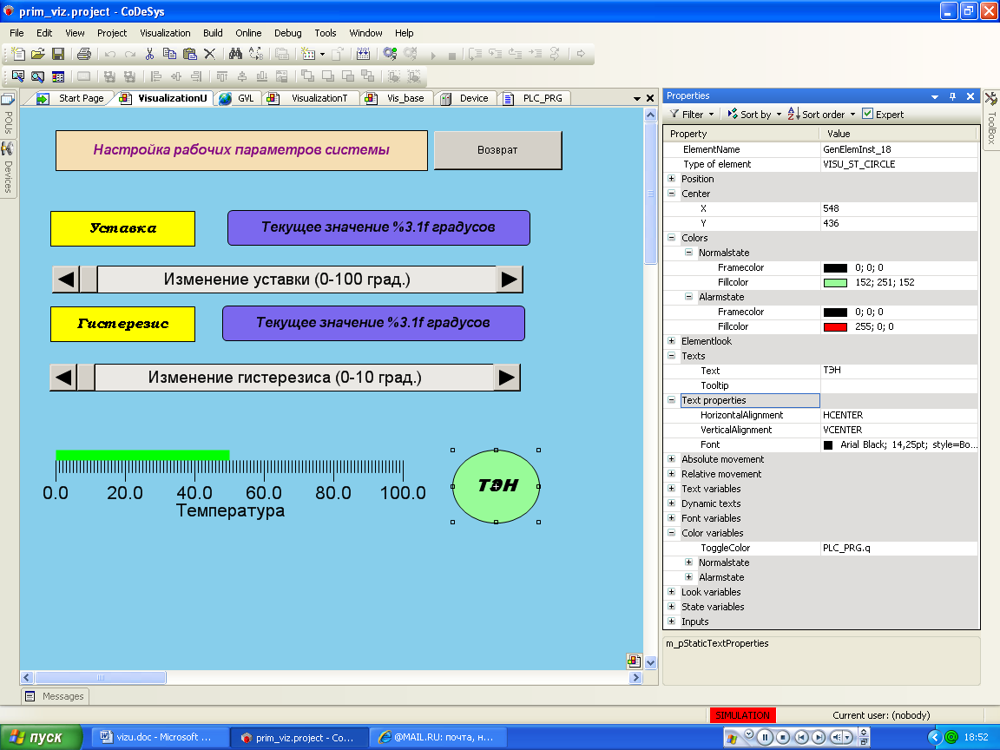 prim_viz.project - CoDeSys
File Edit View Project Visualization Build Online Debug Tools Window Help
Start Page VisualizationU GVL VisualizationT Vis_base Device PLC_PRG
POUs
Devices
Настройка рабочих параметров системы
Возврат
Уставка
Текущее значение %3.1f градусов
Изменение уставки (0-100 град.)
Гистерезис
Текущее значение %3.1f градусов
Изменение гистерезиса (0-10 град.)
0.0 20.0 40.0 60.0 80.0 100.0
Температура
ТЭН
Properties
Filter Sort by Sort order Expert
Property Value
ElementName GenElemInst_18
Type of element VISU_ST_CIRCLE
Position
Center
X 548
Y 436
Colors
Normalstate
Framecolor 0; 0; 0
Fillcolor 152; 251; 152
Alarmstate
Framecolor 0; 0; 0
Fillcolor 255; 0; 0
Elementlook
Texts
Text ТЭН
Tooltip
Text properties
HorizontalAlignment HCENTER
VerticalAlignment VCENTER
Font Arial Black; 14,25pt; style=Bo...
Absolute movement
Relative movement
Text variables
Dynamic texts
Font variables
Color variables
ToggleColor PLC_PRG.q
Normalstate
Alarmstate
Look variables
State variables
Inputs
m_pStaticTextProperties
ToolBox
Messages
SIMULATION Current user: (nobody)
пуск vizu.doc - Microsoft ... prim_viz.project - Co... @MAIL.RU: почта, н... 18:52